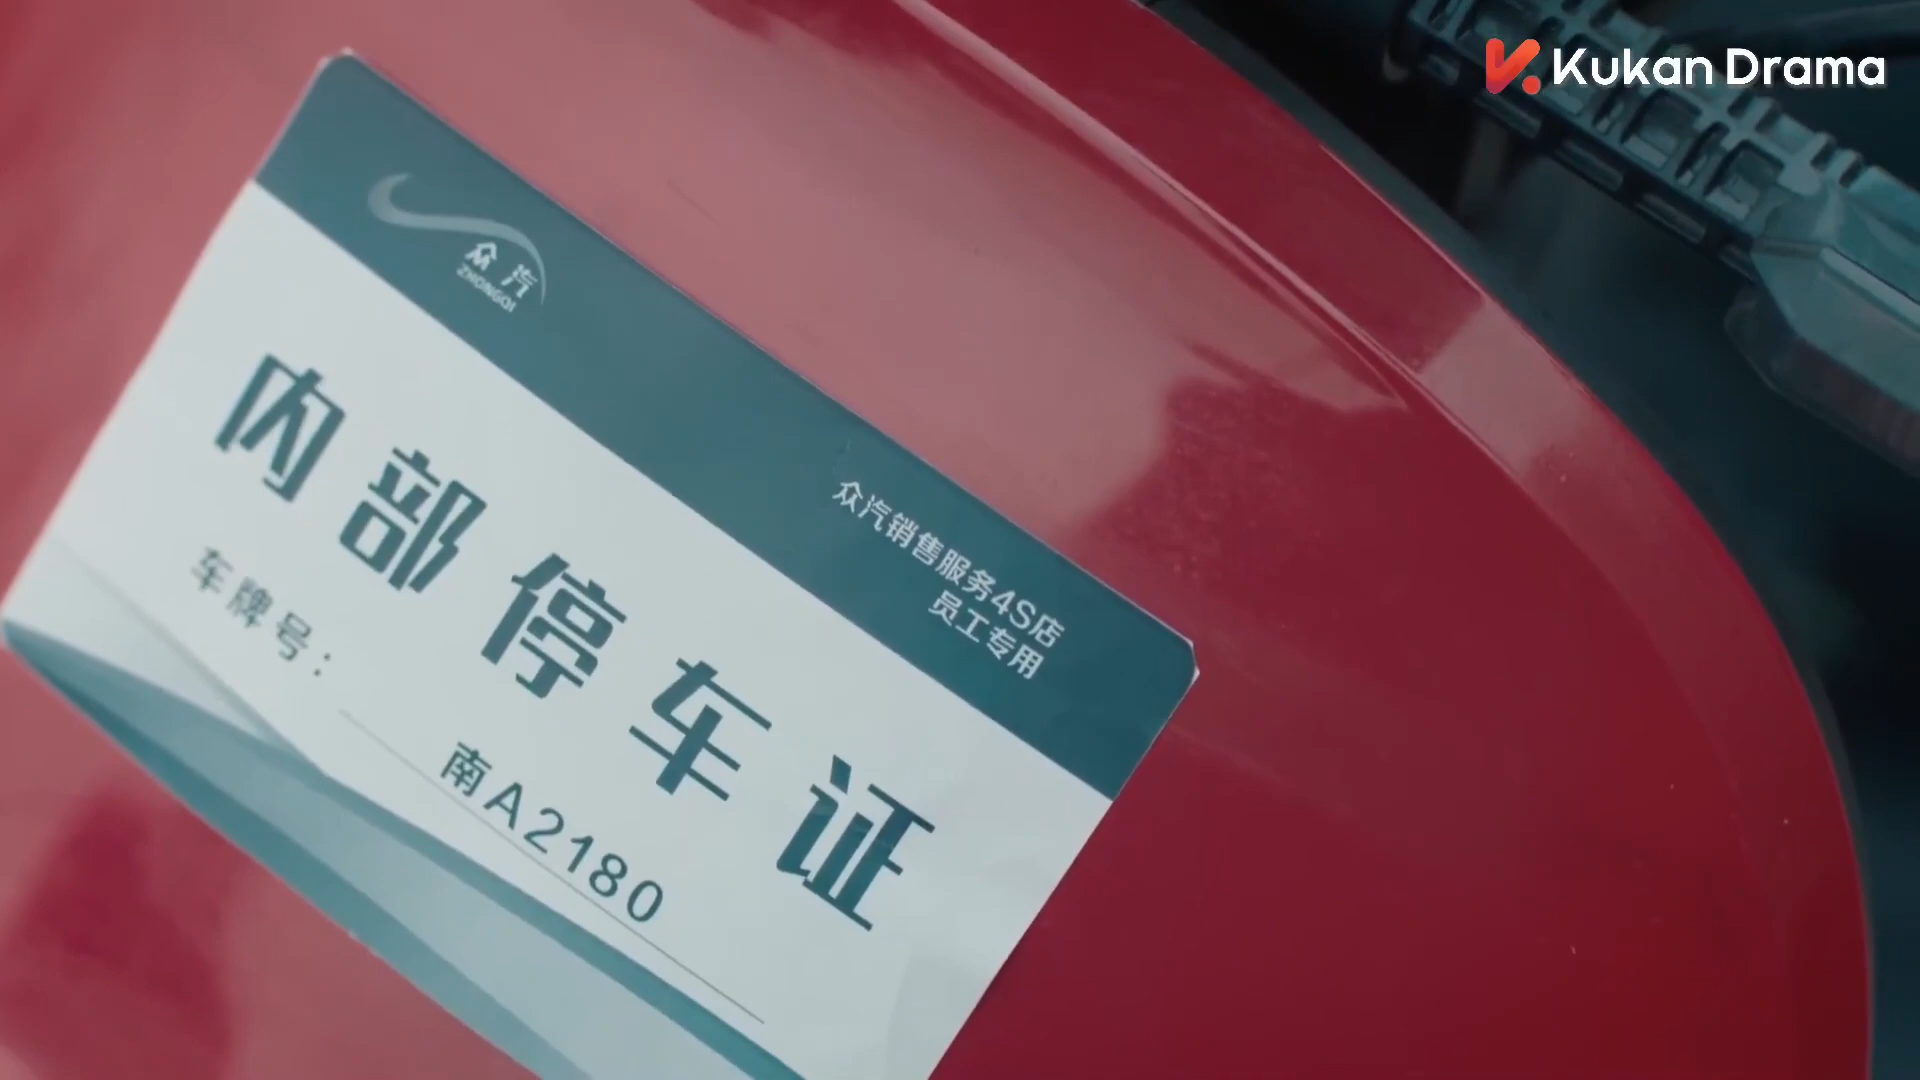 Kukan Drama
众汽
ZHONGQI
众汽销售服务4S店
员工专用
内部停车证
车牌号：
南A2180